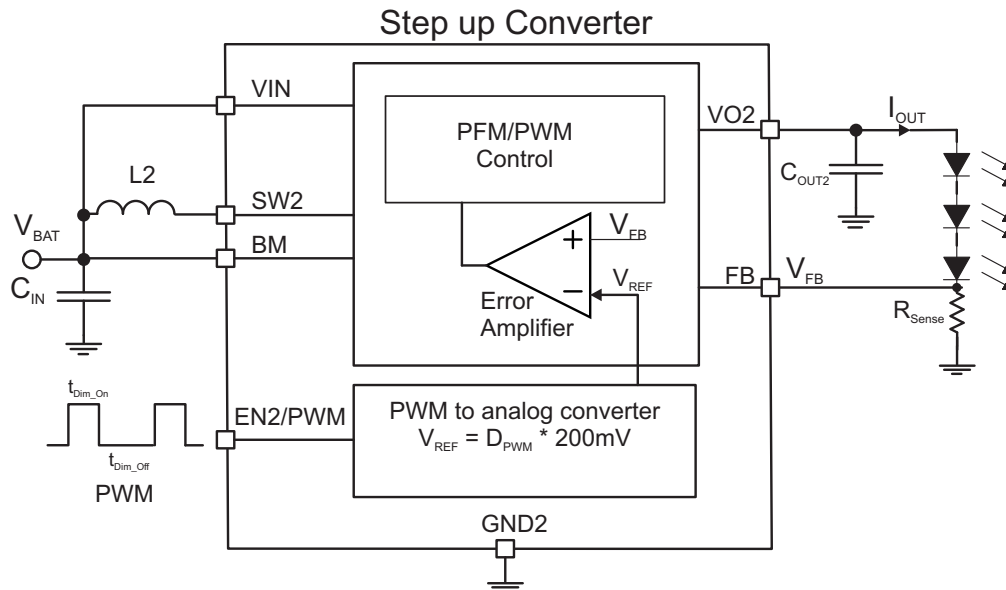 Step up Converter
VIN
VO2
I_OUT
PFM/PWM
Control
L2
C_OUT2
SW2
V_BAT
V_FB
BM
FB
V_FB
C_IN
+
−
V_REF
Error
Amplifier
R_Sense
t_Dim_On
EN2/PWM
PWM to analog converter
V_REF = D_PWM * 200mV
t_Dim_Off
PWM
GND2